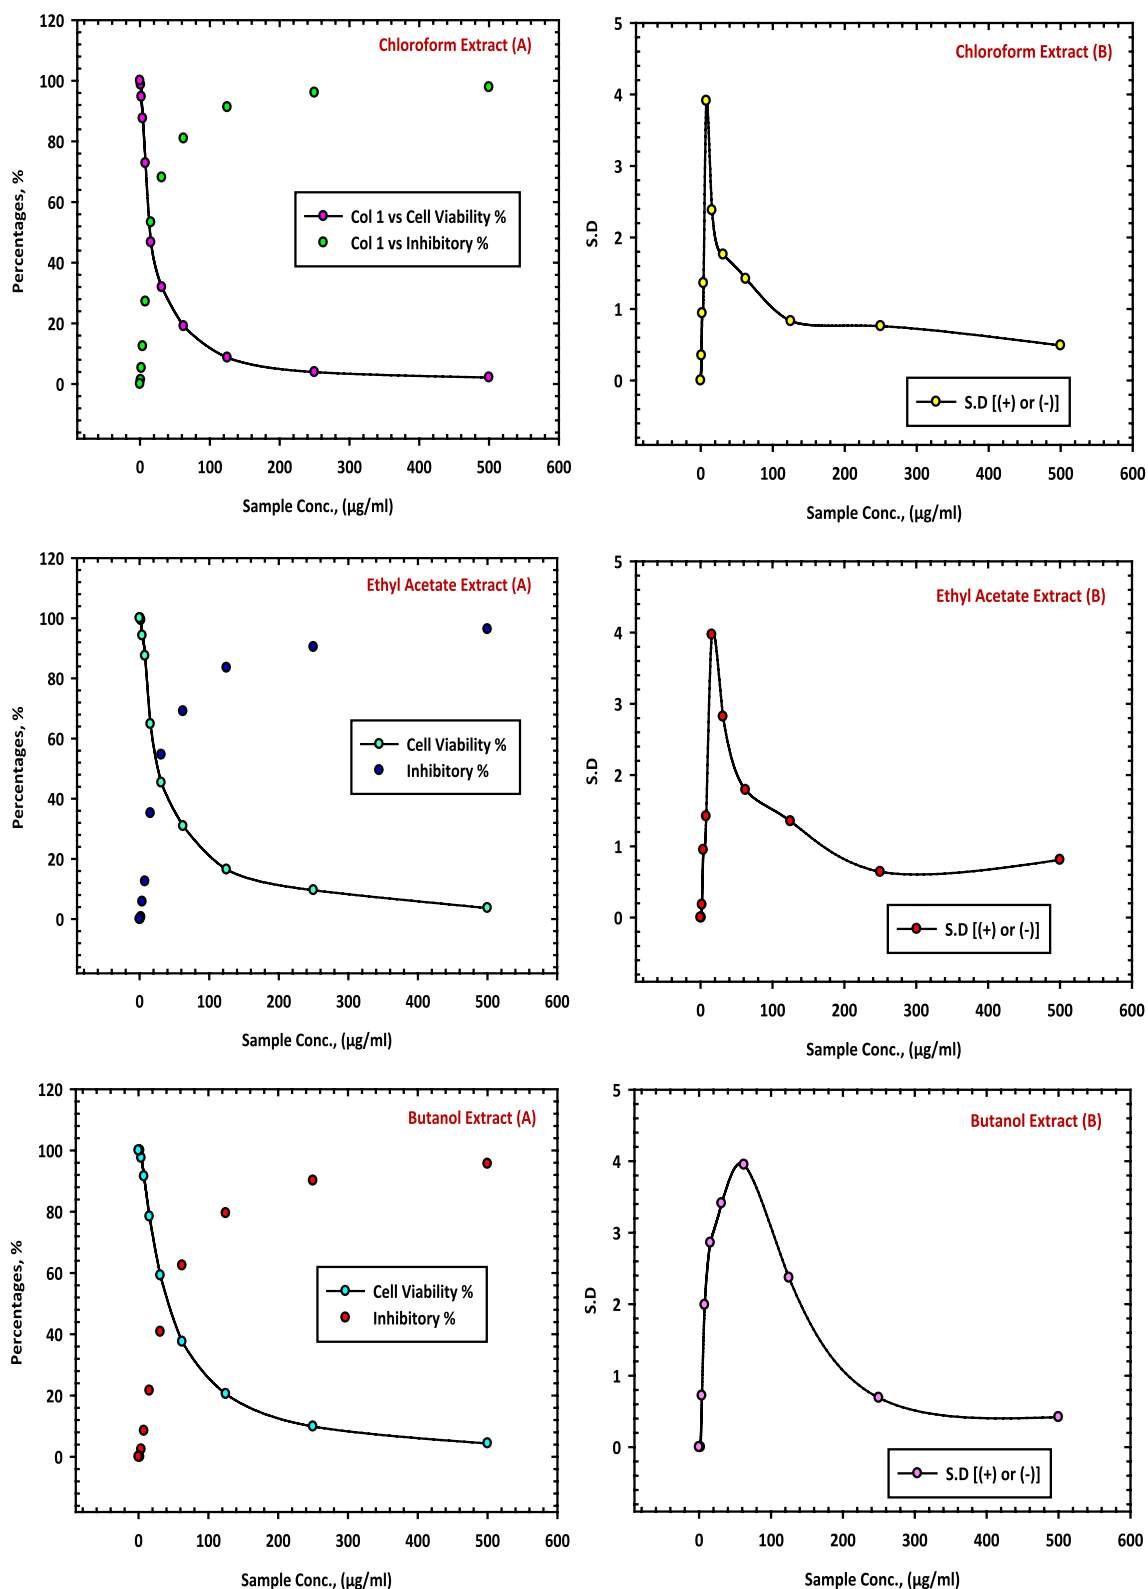 Chloroform Extract (A)
120
100
80
60
40
20
0
Percentages, %
Col 1 vs Cell Viability %
Col 1 vs Inhibitory %
0 100 200 300 400 500 600
Sample Conc., (µg/ml)
Chloroform Extract (B)
5
4
3
2
1
0
S.D
S.D [(+) or (-)]
0 100 200 300 400 500 600
Sample Conc., (µg/ml)
Ethyl Acetate Extract (A)
120
100
80
60
40
20
0
Percentages, %
Cell Viability %
Inhibitory %
0 100 200 300 400 500 600
Sample Conc., (µg/ml)
Ethyl Acetate Extract (B)
5
4
3
2
1
0
S.D
S.D [(+) or (-)]
0 100 200 300 400 500 600
Sample Conc., (µg/ml)
Butanol Extract (A)
120
100
80
60
40
20
0
Percentages, %
Cell Viability %
Inhibitory %
0 100 200 300 400 500 600
Sample Conc., (µg/ml)
Butanol Extract (B)
5
4
3
2
1
0
S.D
S.D [(+) or (-)]
0 100 200 300 400 500 600
Sample Conc., (µg/ml)